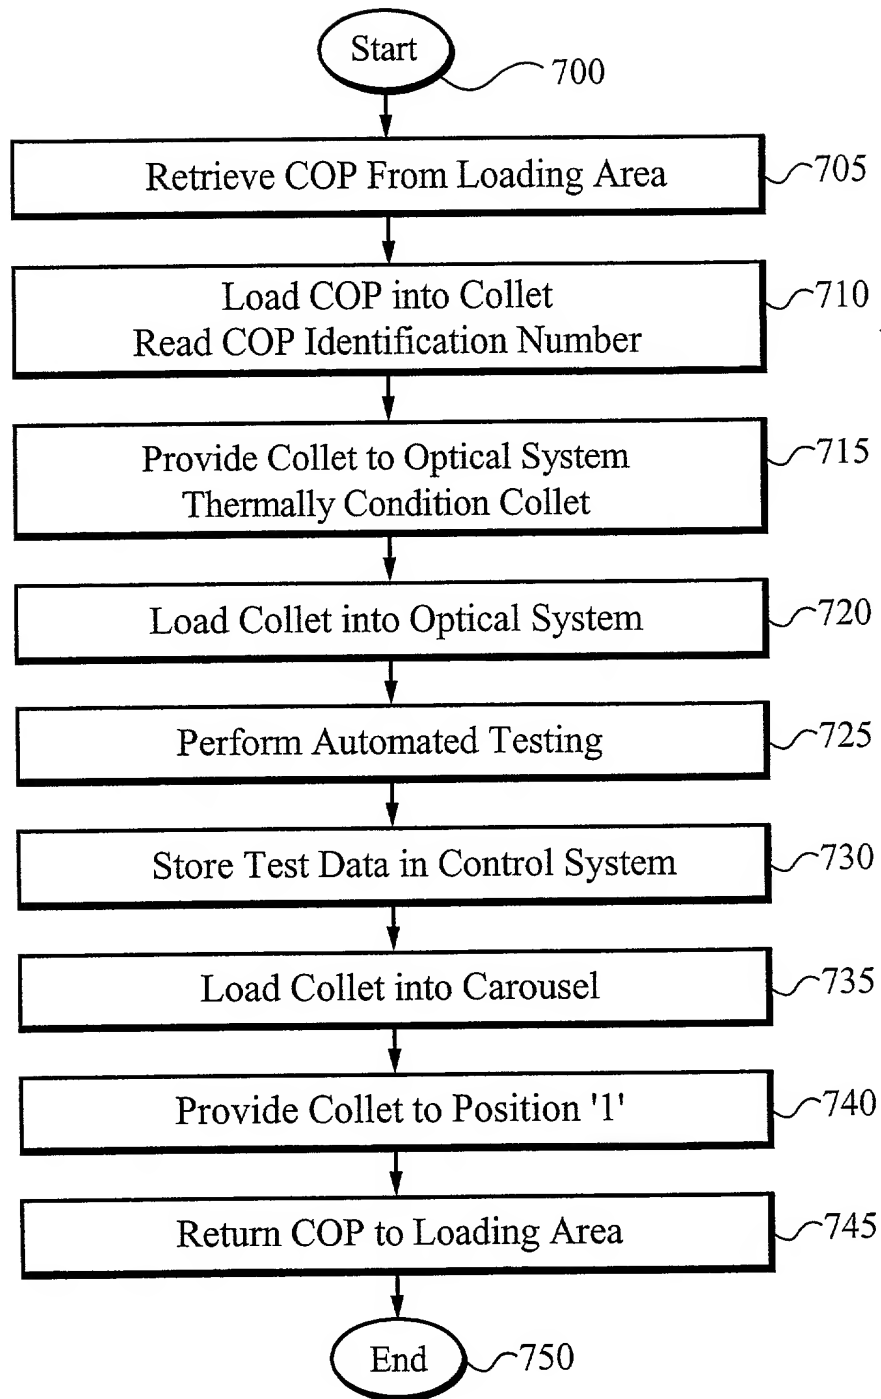 Start
700
Retrieve COP From Loading Area
705
Load COP into Collet
Read COP Identification Number
710
Provide Collet to Optical System
Thermally Condition Collet
715
Load Collet into Optical System
720
Perform Automated Testing
725
Store Test Data in Control System
730
Load Collet into Carousel
735
Provide Collet to Position '1'
740
Return COP to Loading Area
745
End
750